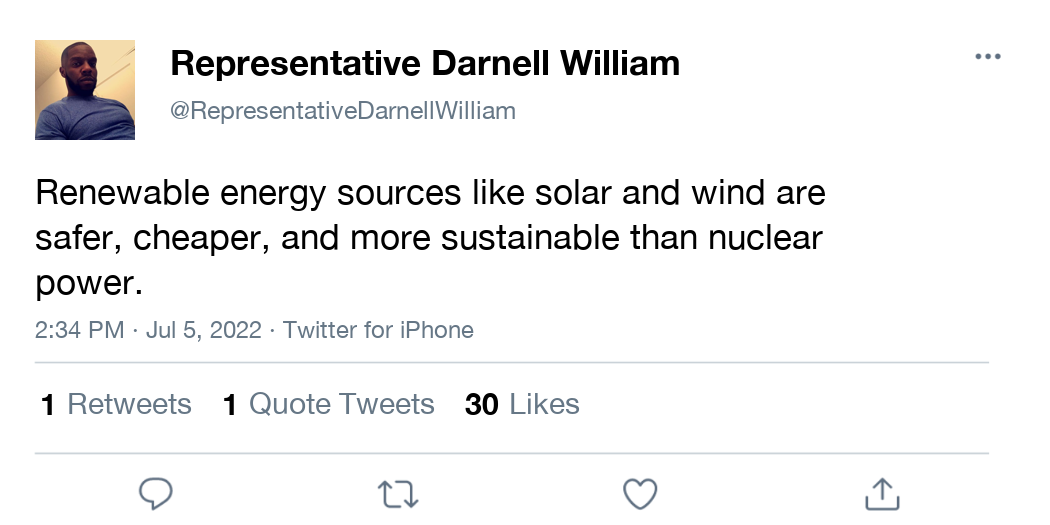 Representative Darnell William
@RepresentativeDarnellWilliam
Renewable energy sources like solar and wind are
safer, cheaper, and more sustainable than nuclear
power.
2:34 PM · Jul 5, 2022 · Twitter for iPhone
1 Retweets 1 Quote Tweets 30 Likes